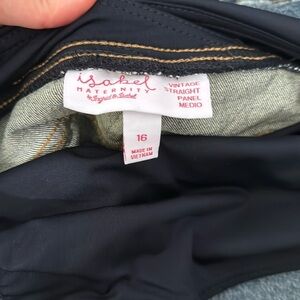 isabel
MATERNITY
by Ingrid & Isabel
VINTAGE
STRAIGHT
PANEL
MEDIO
16
MADE IN
VIETNAM